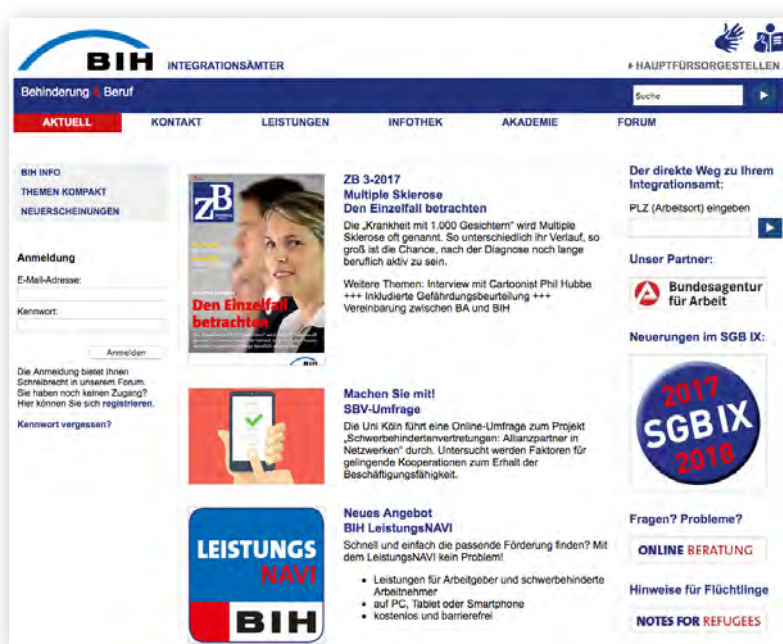 BIH INTEGRATIONSÄMTER
HAUPTFÜRSORGESTELLEN
Behinderung & Beruf
Suche
AKTUELL KONTAKT LEISTUNGEN INFOTHEK AKADEMIE FORUM
BIH INFO
THEMEN KOMPAKT
NEUERSCHEINUNGEN
Anmeldung
E-Mail-Adresse:
Kennwort:
Anmelden
Die Anmeldung bietet Ihnen
Schreibrecht in unserem Forum.
Sie haben noch keinen Zugang?
Hier können Sie sich registrieren.
Kennwort vergessen?
ZB
Den Einzelfall
betrachten
BIH
ZB 3-2017
Multiple Sklerose
Den Einzelfall betrachten
Die „Krankheit mit 1.000 Gesichtern" wird Multiple
Sklerose oft genannt. So unterschiedlich ihr Verlauf, so
groß ist die Chance, nach der Diagnose noch lange
beruflich aktiv zu sein.
Weitere Themen: Interview mit Cartoonist Phil Hubbe
+++ Inkludierte Gefährdungsbeurteilung +++
Vereinbarung zwischen BA und BIH
Machen Sie mit!
SBV-Umfrage
Die Uni Köln führt eine Online-Umfrage zum Projekt
„Schwerbehindertenvertretungen: Allianzpartner in
Netzwerken" durch. Untersucht werden Faktoren für
gelingende Kooperationen zum Erhalt der
Beschäftigungsfähigkeit.
LEISTUNGS
NAVI
BIH
Neues Angebot
BIH LeistungsNAVI
Schnell und einfach die passende Förderung finden? Mit
dem LeistungsNAVI kein Problem!
• Leistungen für Arbeitgeber und schwerbehinderte
Arbeitnehmer
• auf PC, Tablet oder Smartphone
• kostenlos und barrierefrei
Der direkte Weg zu Ihrem
Integrationsamt:
PLZ (Arbeitsort) eingeben
Unser Partner:
Bundesagentur
für Arbeit
Neuerungen im SGB IX:
2017
SGB IX
2018
Fragen? Probleme?
ONLINE BERATUNG
Hinweise für Flüchtlinge
NOTES FOR REFUGEES